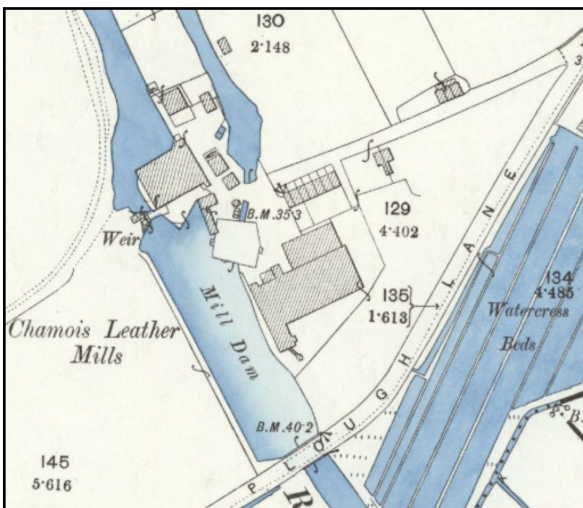 130
2·148
3
B.M.35·3
129
4·402
Weir
134
4·485
135
1·613
Watercress
Beds
Mill Dam
Chamois Leather
Mills
B.M.40·2
PLOUGH LANE
145
5·616
R
B.